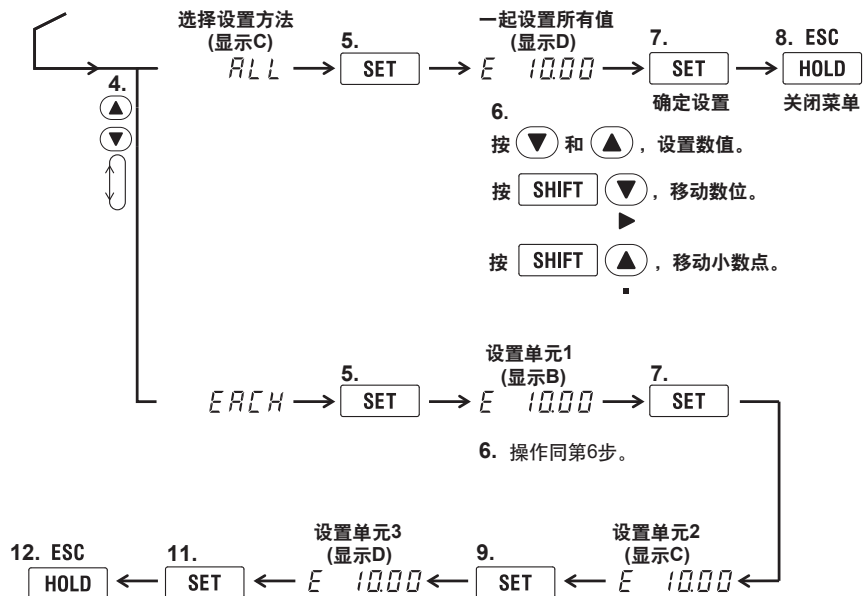 选择设置方法
(显示C)
ALL
4.
5.
SET
一起设置所有值
(显示D)
E 10.00
7.
SET
确定设置
8. ESC
HOLD
关闭菜单
6.
按 ▼ 和 ▲ ，设置数值。
按 SHIFT ▼ ，移动数位。
▶
按 SHIFT ▲ ，移动小数点。
.
EACH
5.
SET
设置单元1
(显示B)
E 10.00
7.
SET
6. 操作同第6步。
设置单元2
(显示C)
E 10.00
9.
SET
设置单元3
(显示D)
E 10.00
11.
SET
12. ESC
HOLD